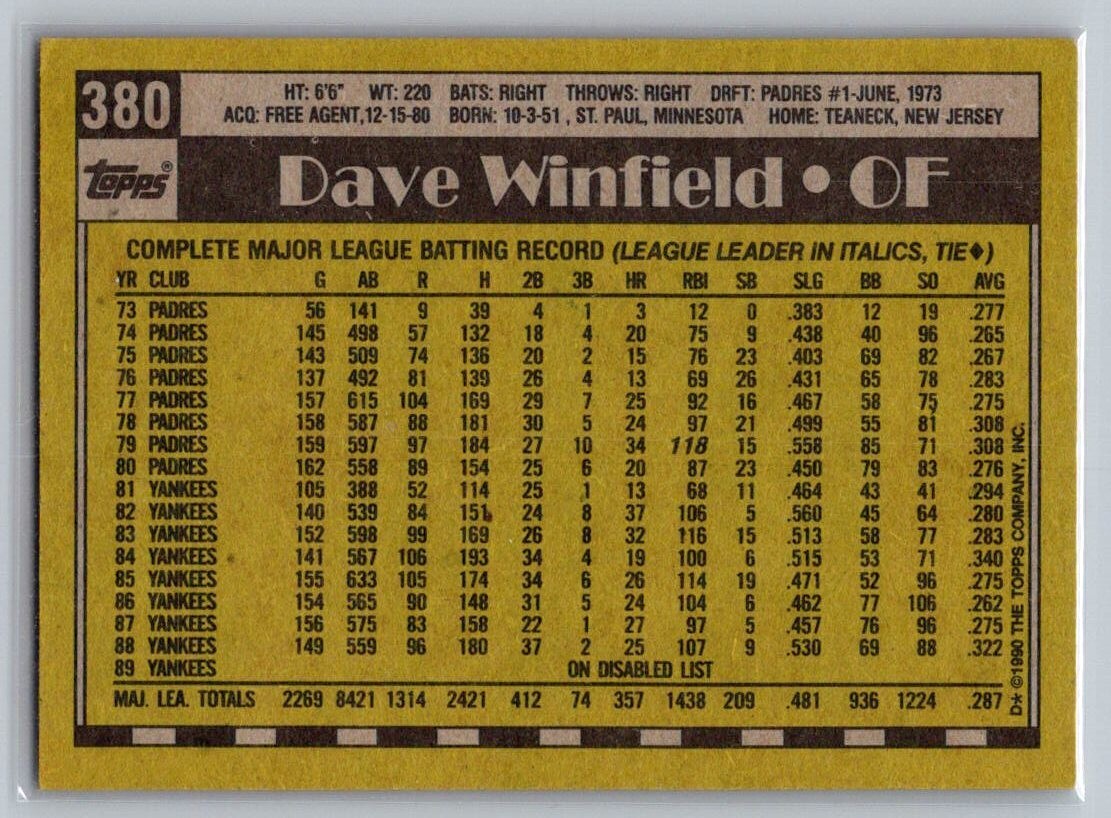 380
HT: 6'6" WT: 220 BATS: RIGHT THROWS: RIGHT DRFT: PADRES #1-JUNE, 1973
ACQ: FREE AGENT,12-15-80 BORN: 10-3-51 , ST. PAUL, MINNESOTA HOME: TEANECK, NEW JERSEY
topps®
Dave Winfield • OF
COMPLETE MAJOR LEAGUE BATTING RECORD (LEAGUE LEADER IN ITALICS, TIE♦)
YR CLUB G AB R H 2B 3B HR RBI SB SLG BB SO AVG
73 PADRES 56 141 9 39 4 1 3 12 0 .383 12 19 .277
74 PADRES 145 498 57 132 18 4 20 75 9 .438 40 96 .265
75 PADRES 143 509 74 136 20 2 15 76 23 .403 69 82 .267
76 PADRES 137 492 81 139 26 4 13 69 26 .431 65 78 .283
77 PADRES 157 615 104 169 29 7 25 92 16 .467 58 75 .275
78 PADRES 158 587 88 181 30 5 24 97 21 .499 55 81 .308
79 PADRES 159 597 97 184 27 10 34 118 15 .558 85 71 .308
80 PADRES 162 558 89 154 25 6 20 87 23 .450 79 83 .276
81 YANKEES 105 388 52 114 25 1 13 68 11 .464 43 41 .294
82 YANKEES 140 539 84 151 24 8 37 106 5 .560 45 64 .280
83 YANKEES 152 598 99 169 26 8 32 116 15 .513 58 77 .283
84 YANKEES 141 567 106 193 34 4 19 100 6 .515 53 71 .340
85 YANKEES 155 633 105 174 34 6 26 114 19 .471 52 96 .275
86 YANKEES 154 565 90 148 31 5 24 104 6 .462 77 106 .262
87 YANKEES 156 575 83 158 22 1 27 97 5 .457 76 96 .275
88 YANKEES 149 559 96 180 37 2 25 107 9 .530 69 88 .322
89 YANKEES ON DISABLED LIST
MAJ. LEA. TOTALS 2269 8421 1314 2421 412 74 357 1438 209 .481 936 1224 .287
D* ©1990 THE TOPPS COMPANY, INC.